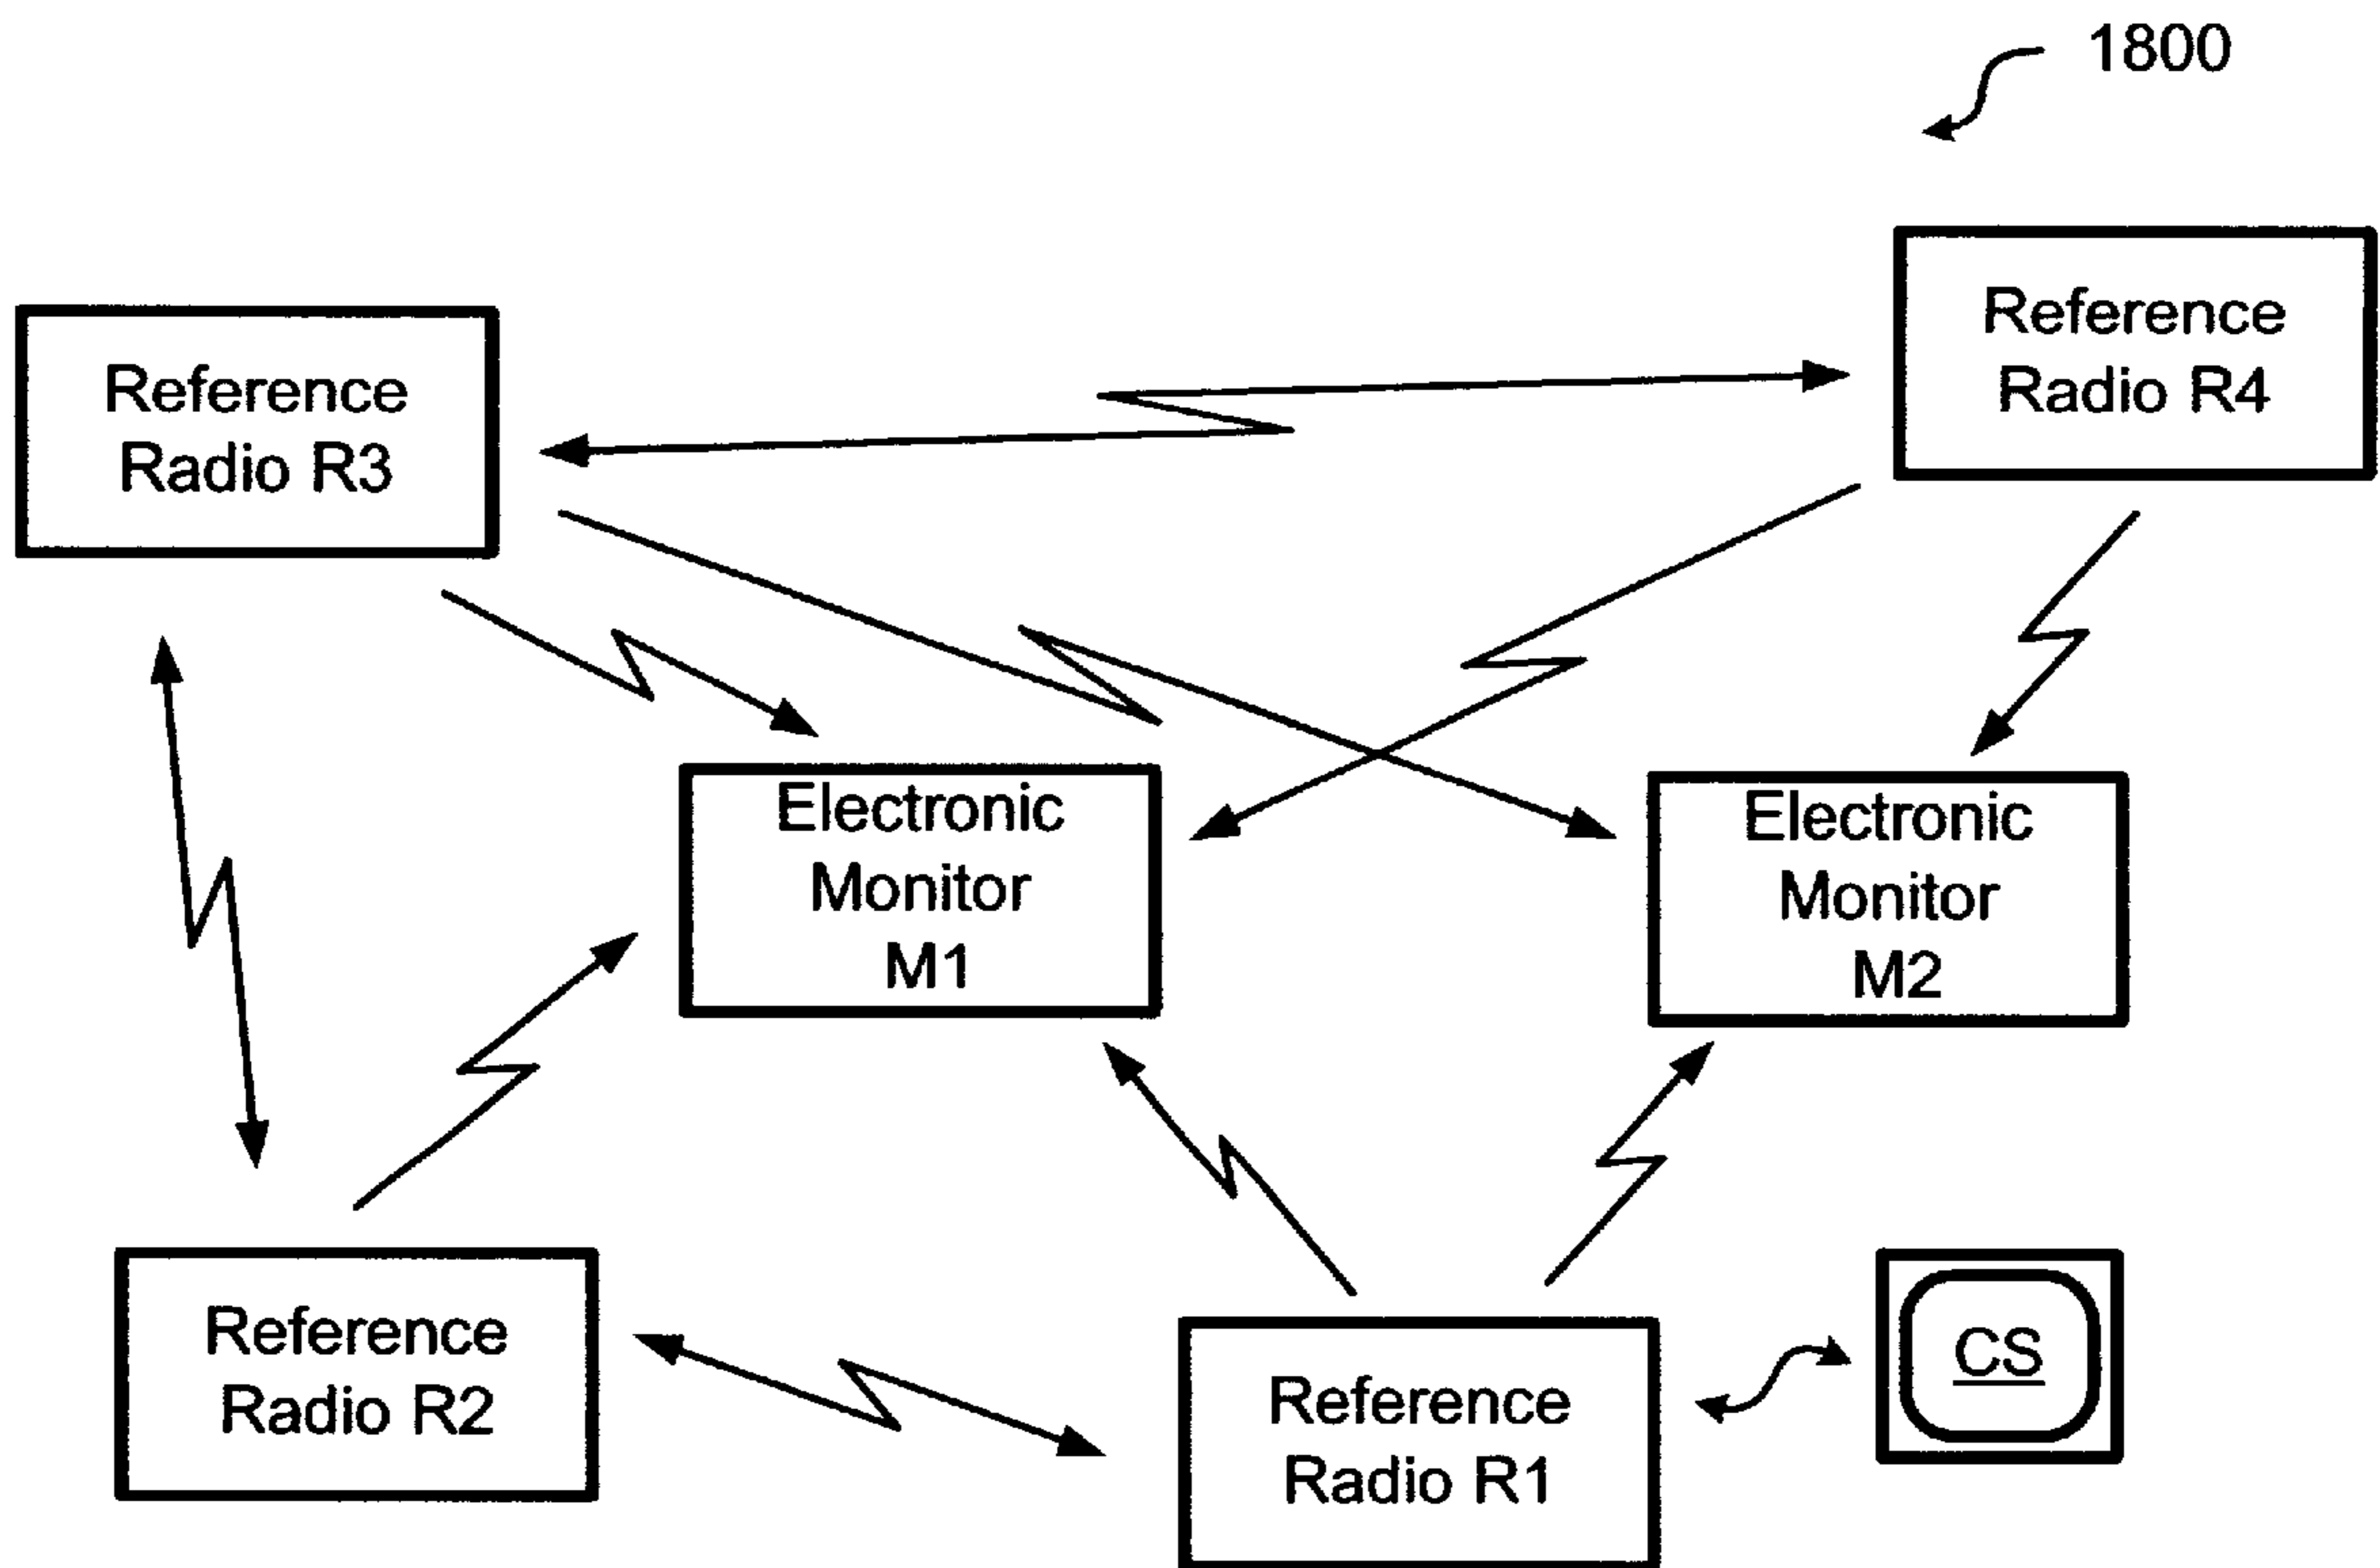 1800
Reference
Radio R4
Reference
Radio R3
Electronic
Monitor
M1
Electronic
Monitor
M2
Reference
Radio R2
Reference
Radio R1
CS